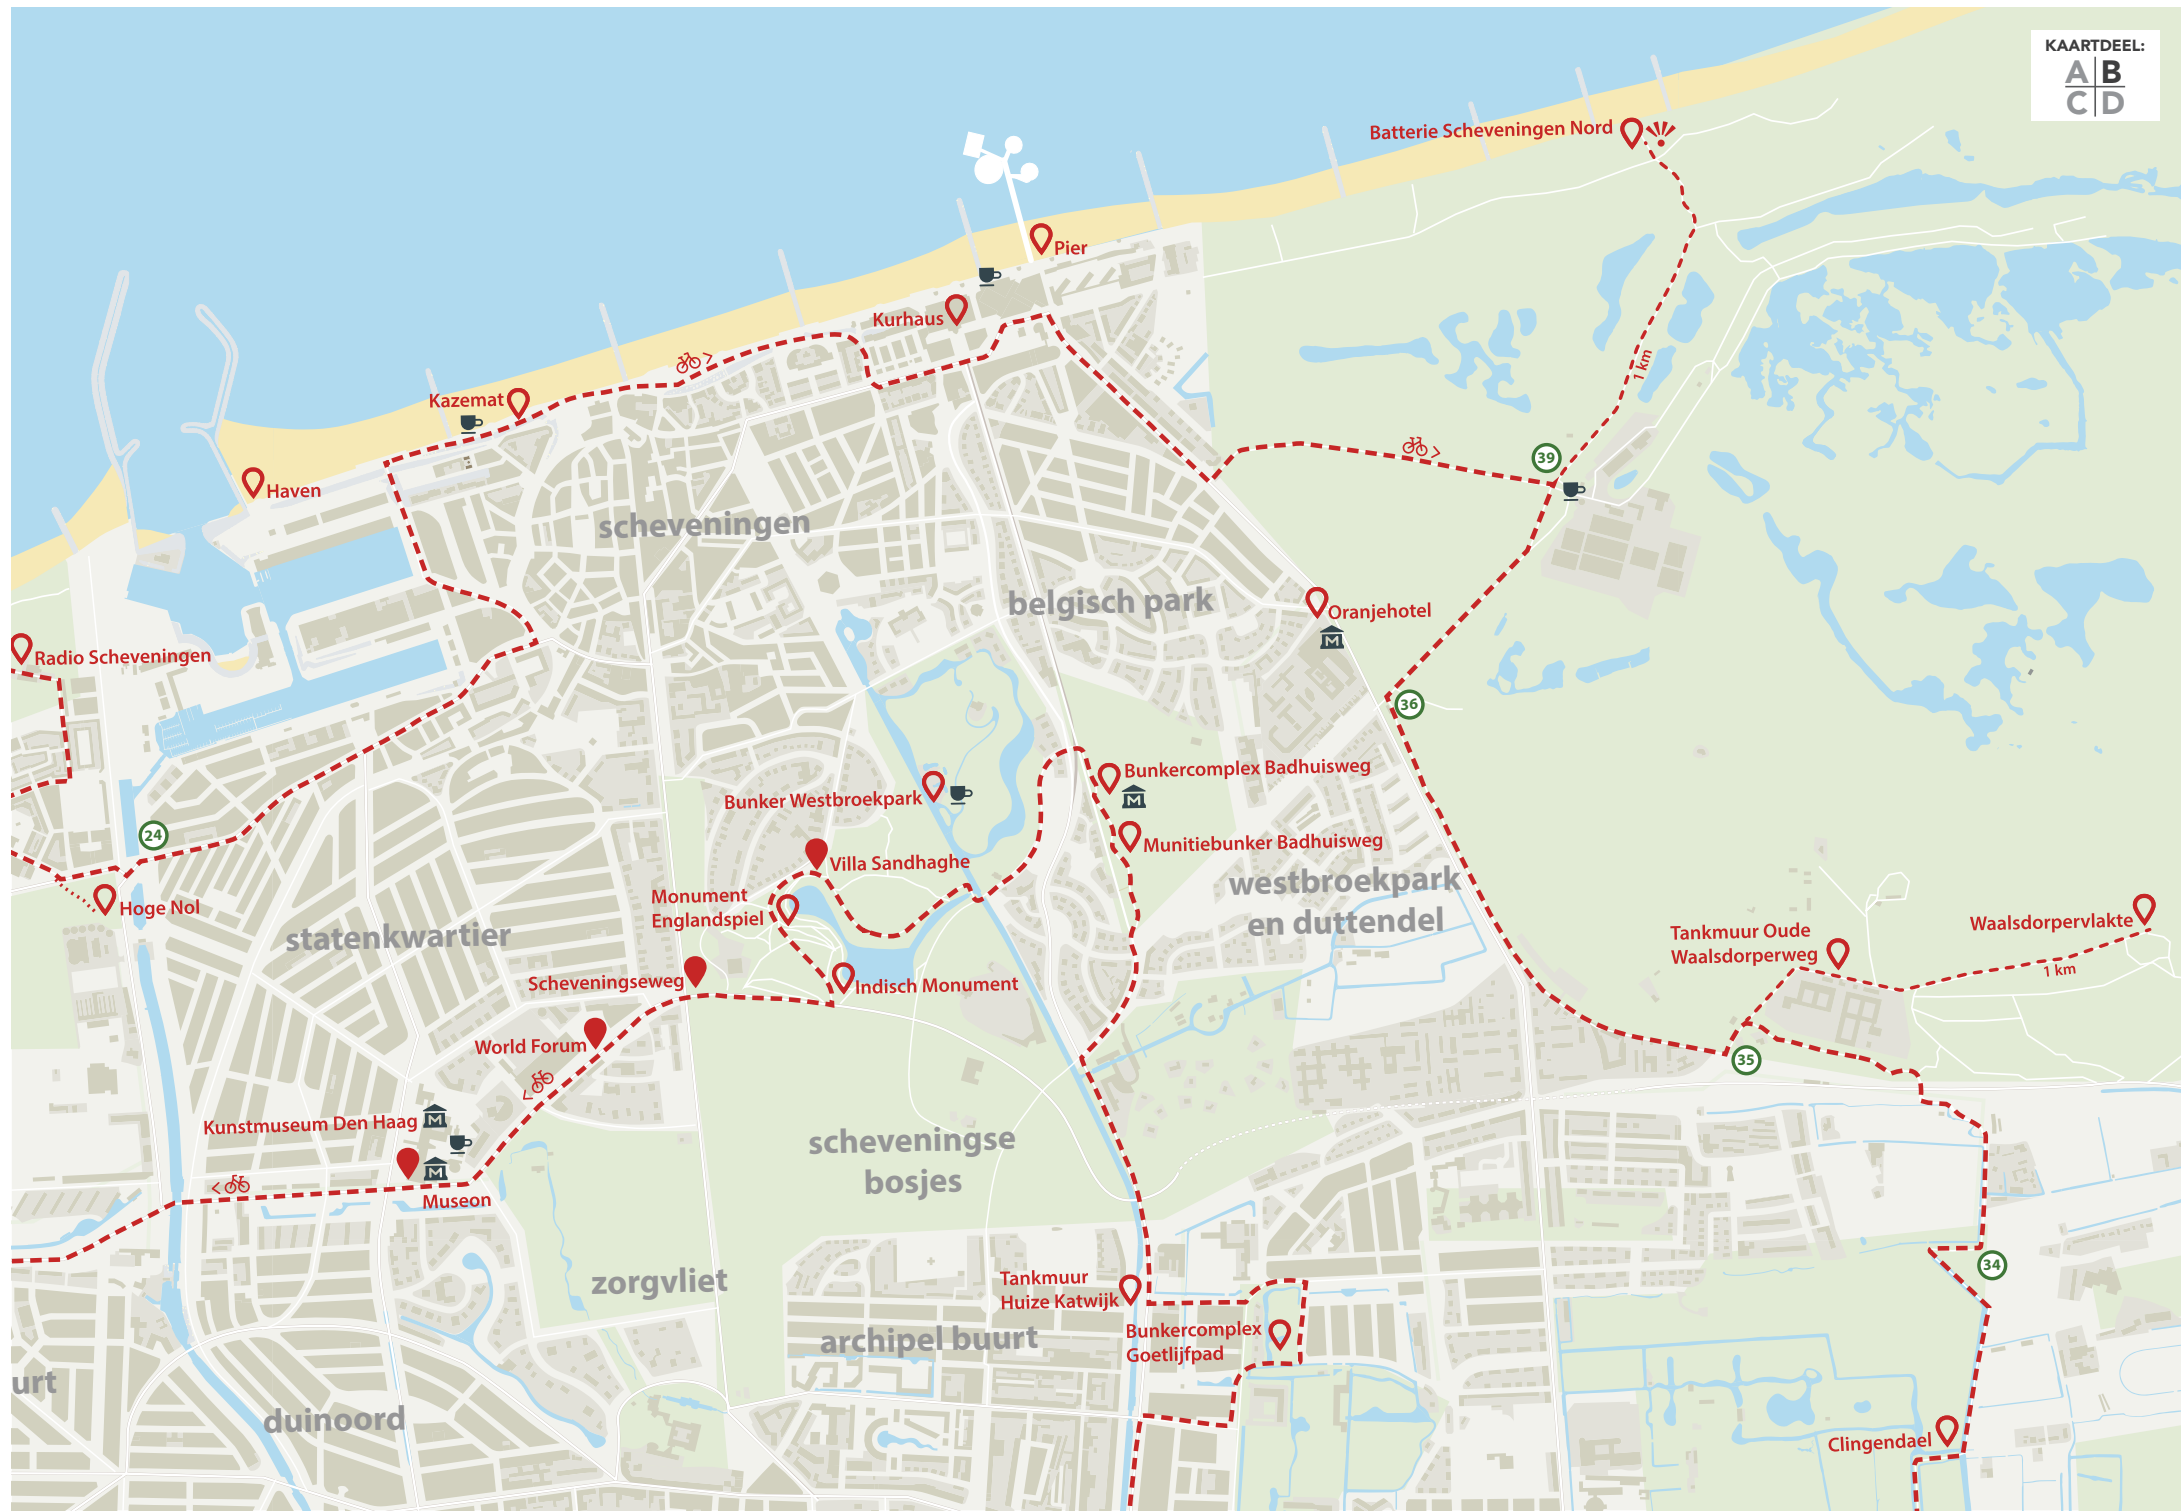 KAARTDEEL:
A B
C D
Batterie Scheveningen Nord
Pier
Kurhaus
1 km
Kazemat
>
>
39
Haven
scheveningen
belgisch park
Oranjehotel
Radio Scheveningen
36
Bunkercomplex Badhuisweg
Bunker Westbroekpark
24
Munitiebunker Badhuisweg
Villa Sandhaghe
westbroekpark
en duttendel
Monument
Englandspiel
Hoge Nol
Waalsdorpervlakte
Tankmuur Oude
Waalsdorperweg
statenkwartier
1 km
Scheveningseweg
Indisch Monument
World Forum
35
<
Kunstmuseum Den Haag
M
M
M
M
scheveningse
bosjes
<
Museon
34
zorgvliet
Tankmuur
Huize Katwijk
archipel buurt
Bunkercomplex
Goetlijfpad
urt
duinoord
Clingendael